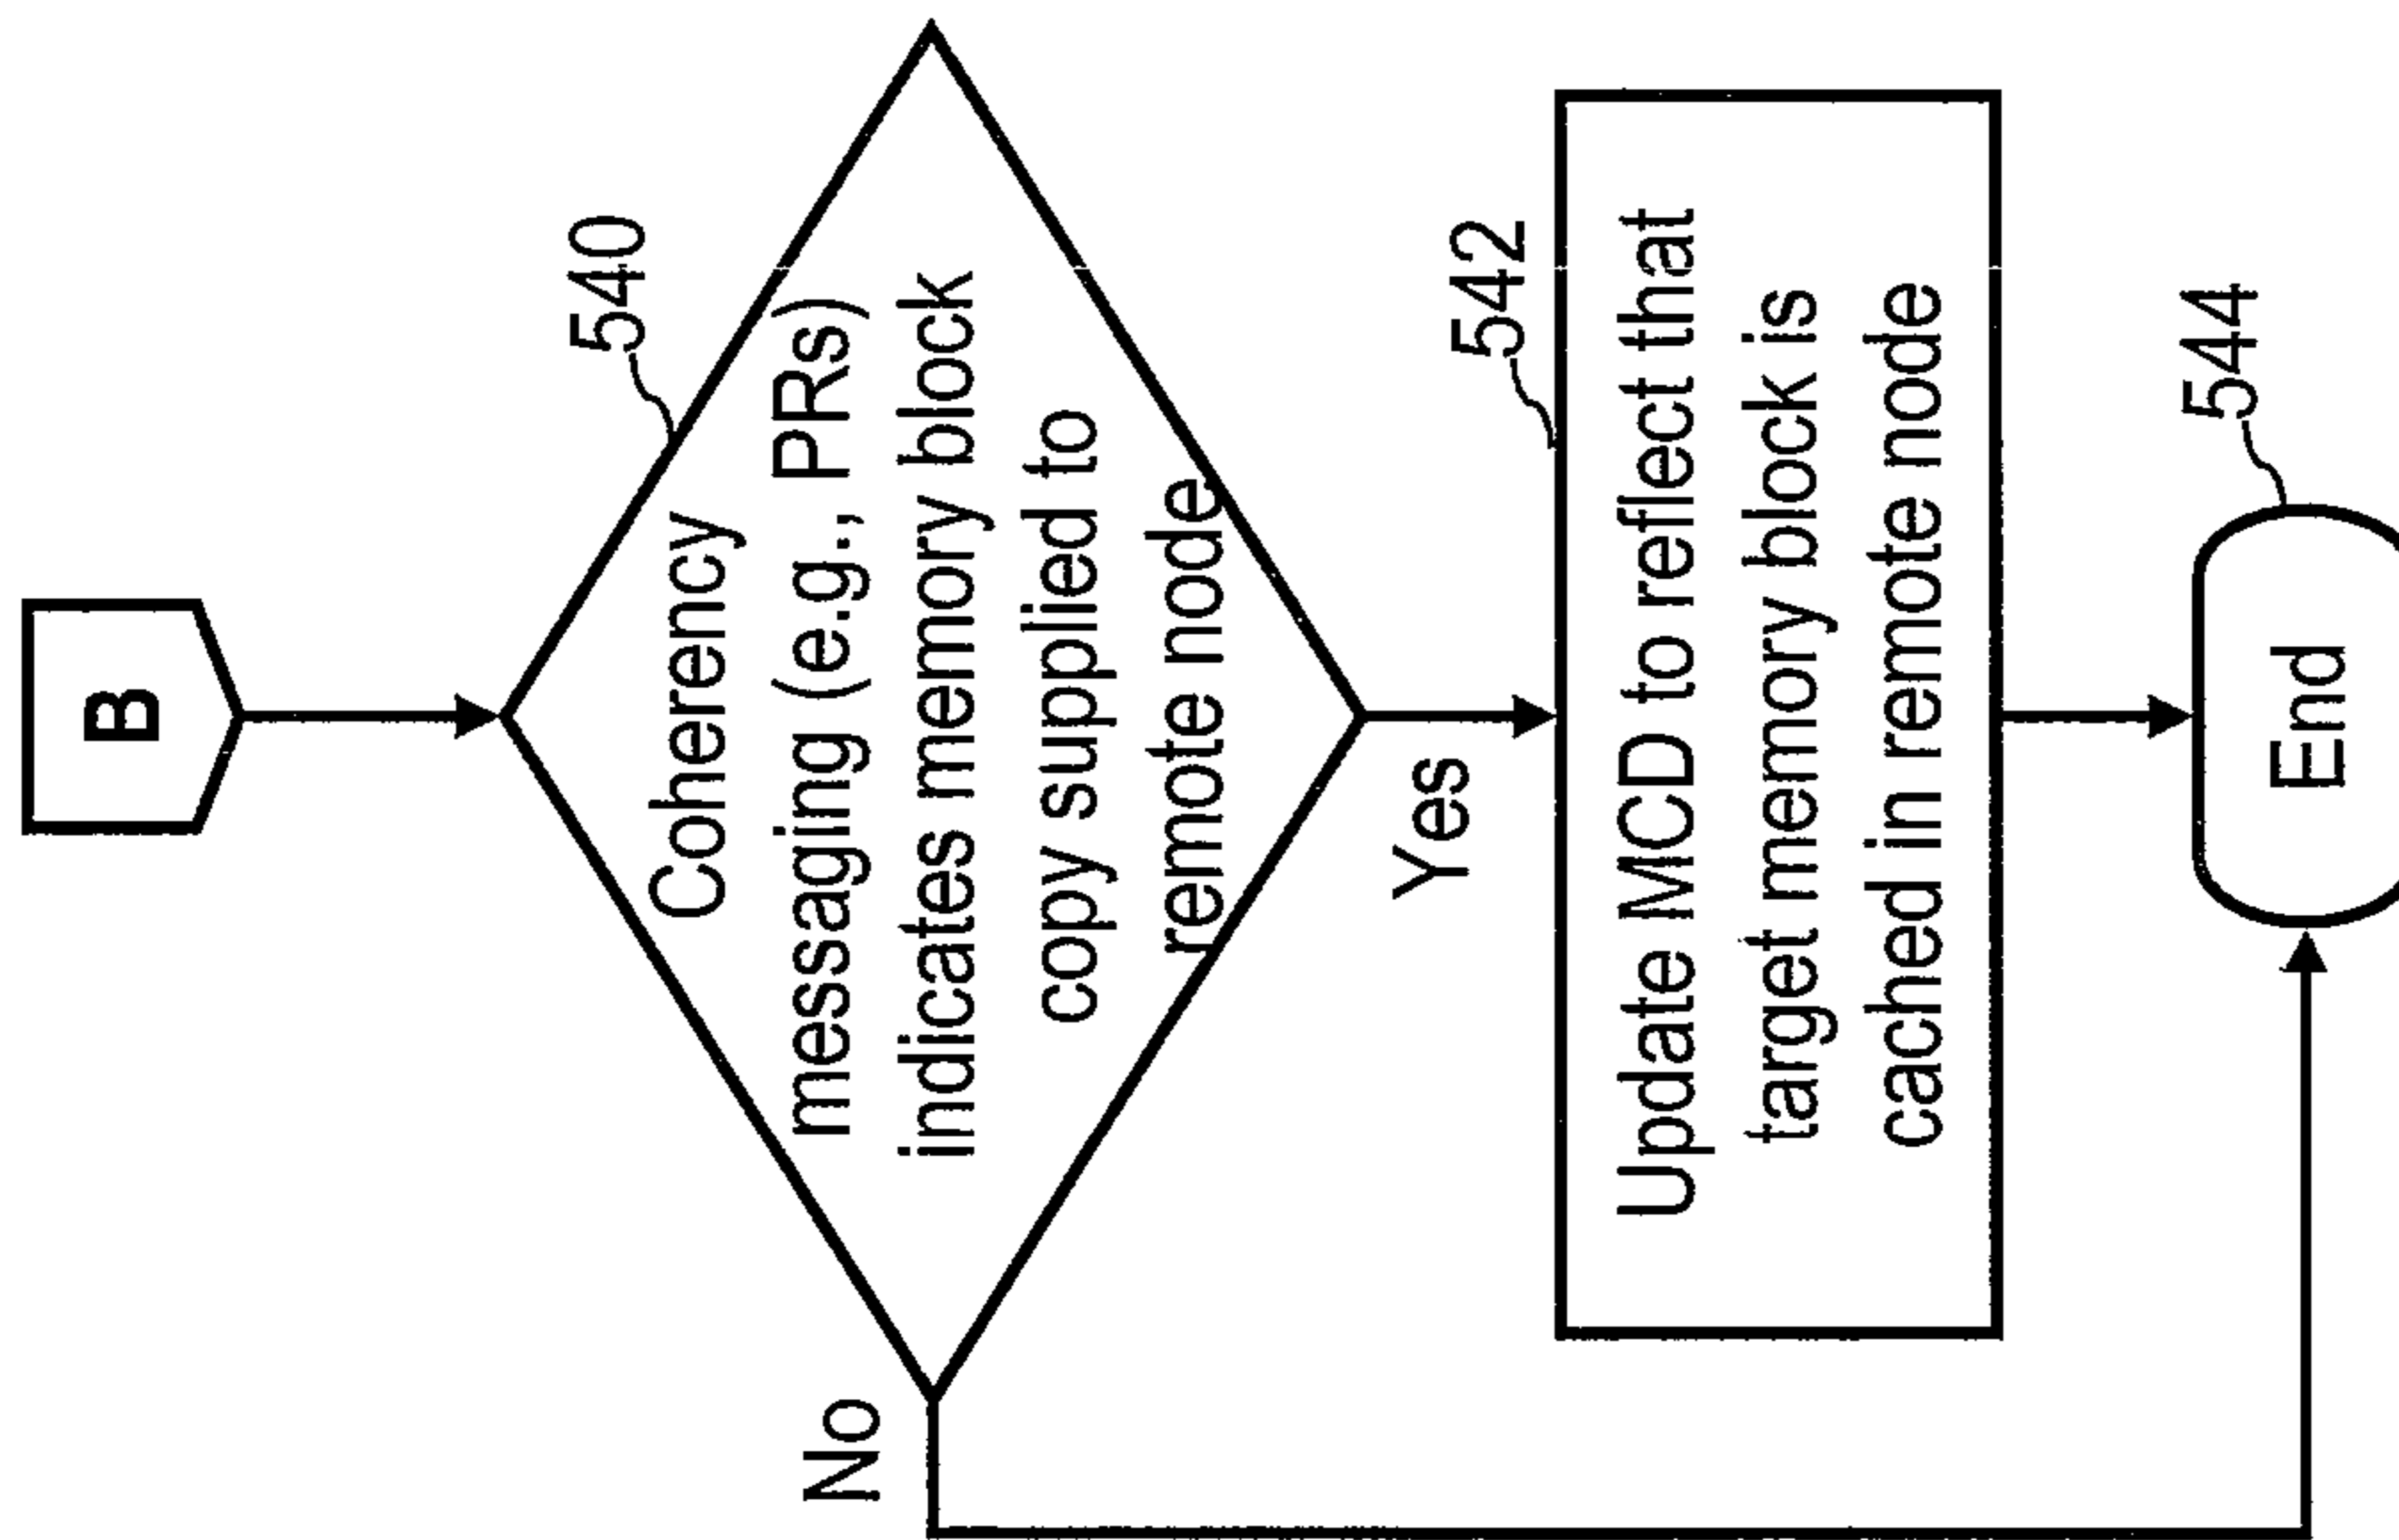 B
540
Coherency
messaging (e.g., PRs)
indicates memory block
copy supplied to
remote node
No
Yes
542
Update MCD to reflect that
target memory block is
cached in remote node
544
End